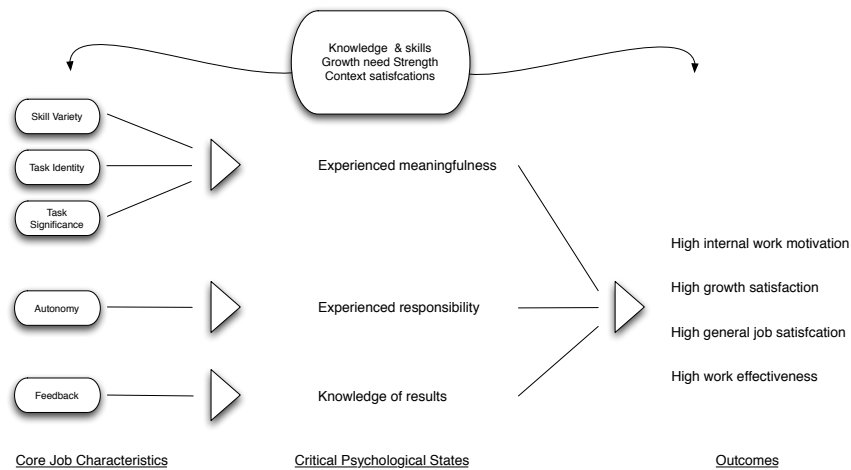 Knowledge & skills
Growth need Strength
Context satisfcations
Skill Variety
Task Identity
Task
Significance
Experienced meaningfulness
High internal work motivation
High growth satisfaction
Autonomy
Experienced responsibility
High general job satisfcation
High work effectiveness
Feedback
Knowledge of results
Core Job Characteristics
Critical Psychological States
Outcomes